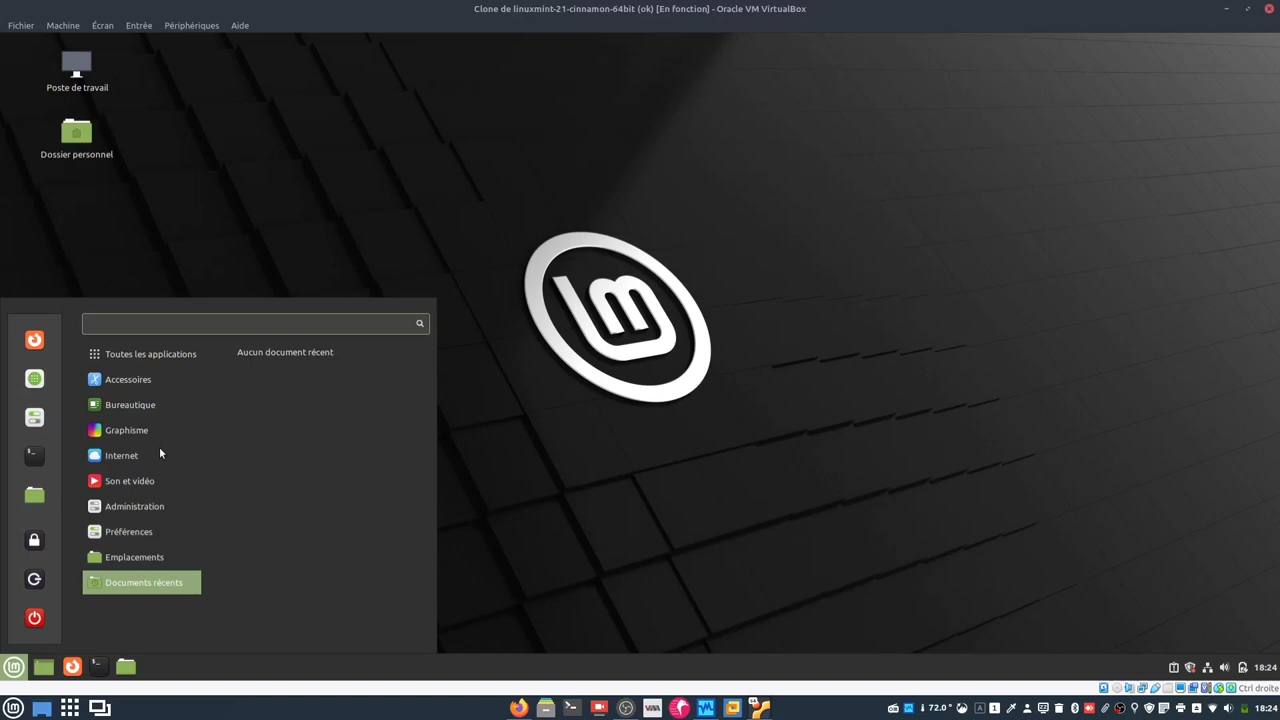 Clone de linuxmint-21-cinnamon-64bit (ok) [En fonction] - Oracle VM VirtualBox
Fichier Machine Écran Entrée Périphériques Aide
Poste de travail
Dossier personnel
Toutes les applications
Aucun document récent
Accessoires
Bureautique
Graphisme
Internet
Son et vidéo
Administration
Préférences
Emplacements
Documents récents
18:24
Ctrl droite
72.0°
18:24